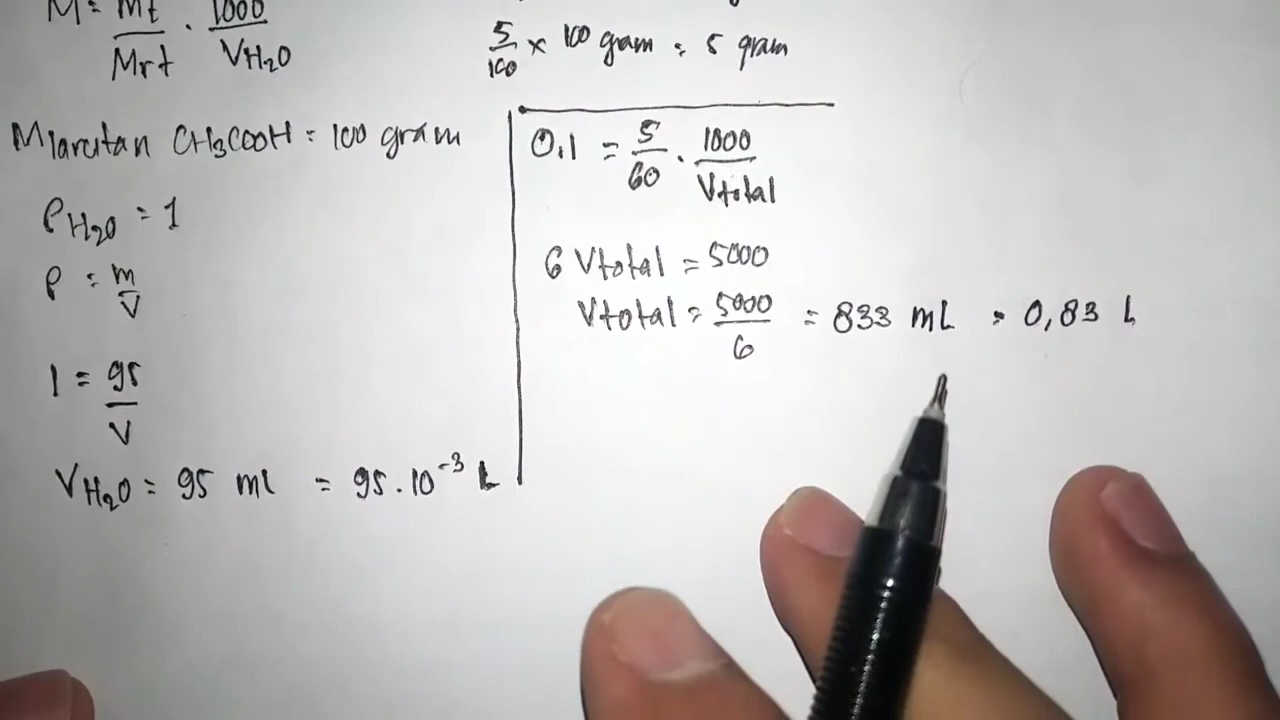 M = mt/Mrt . 1000/VH2O
5/100 x 100 gram = 5 gram
Mlarutan CH3COOH = 100 gram
ρH2O = 1
ρ = m/V
1 = 95/V
VH2O = 95 ml = 95.10⁻³ L
0.1 = 5/60 . 1000/Vtotal
6 Vtotal = 5000
Vtotal = 5000/6 = 833 mL = 0,83 L